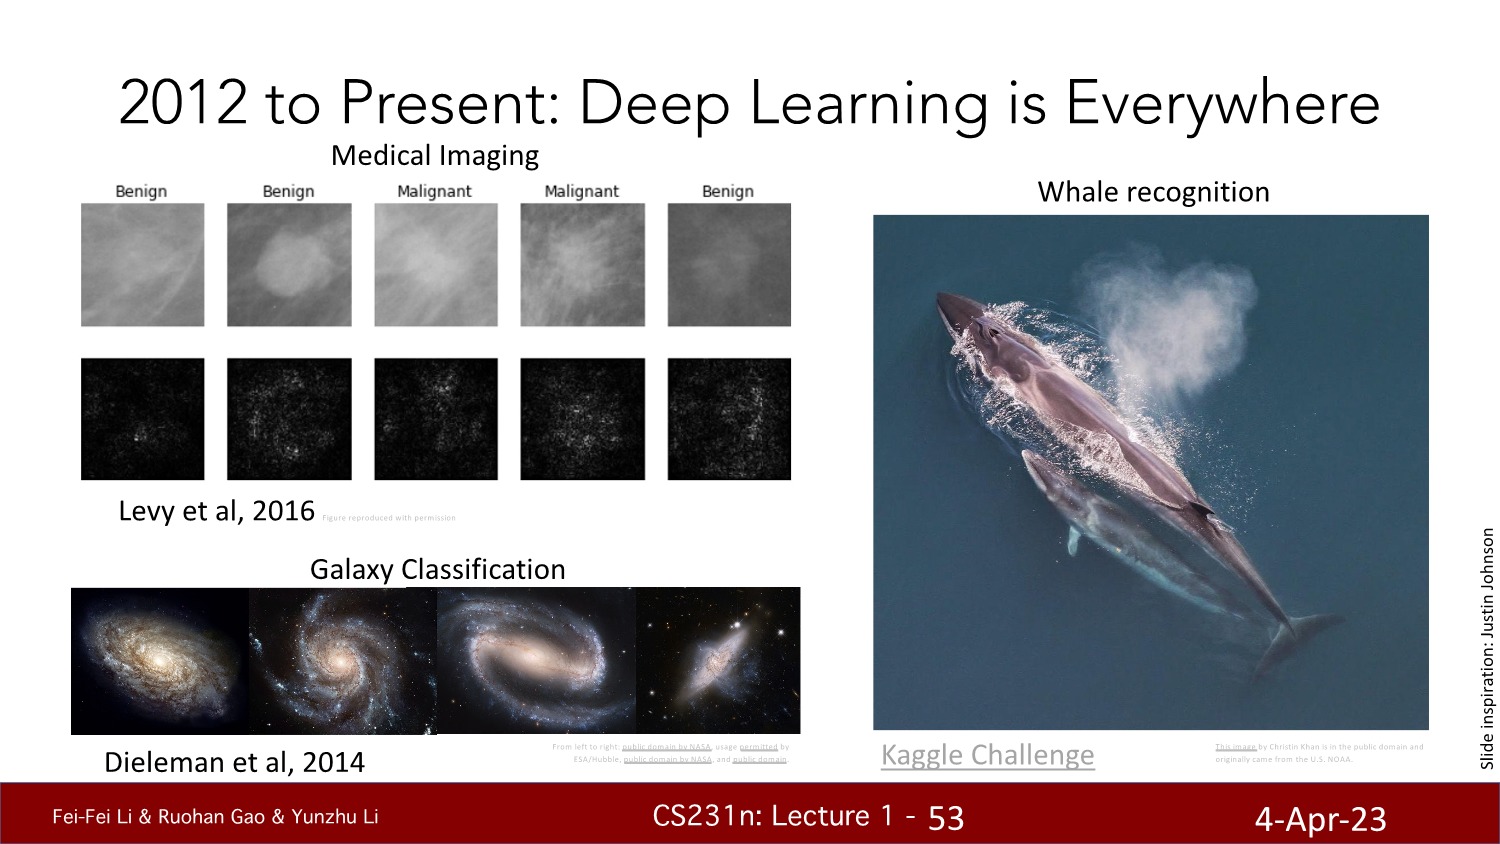 2012 to Present: Deep Learning is Everywhere
Medical Imaging
Benign Benign Malignant Malignant Benign
Levy et al, 2016 Figure reproduced with permission
Galaxy Classification
Dieleman et al, 2014
From left to right: public domain by NASA, usage permitted by
ESA/Hubble, public domain by NASA, and public domain.
Whale recognition
Kaggle Challenge
This image by Christin Khan is in the public domain and
originally came from the U.S. NOAA.
Slide inspiration: Justin Johnson
Fei-Fei Li & Ruohan Gao & Yunzhu Li
CS231n: Lecture 1 - 53
4-Apr-23